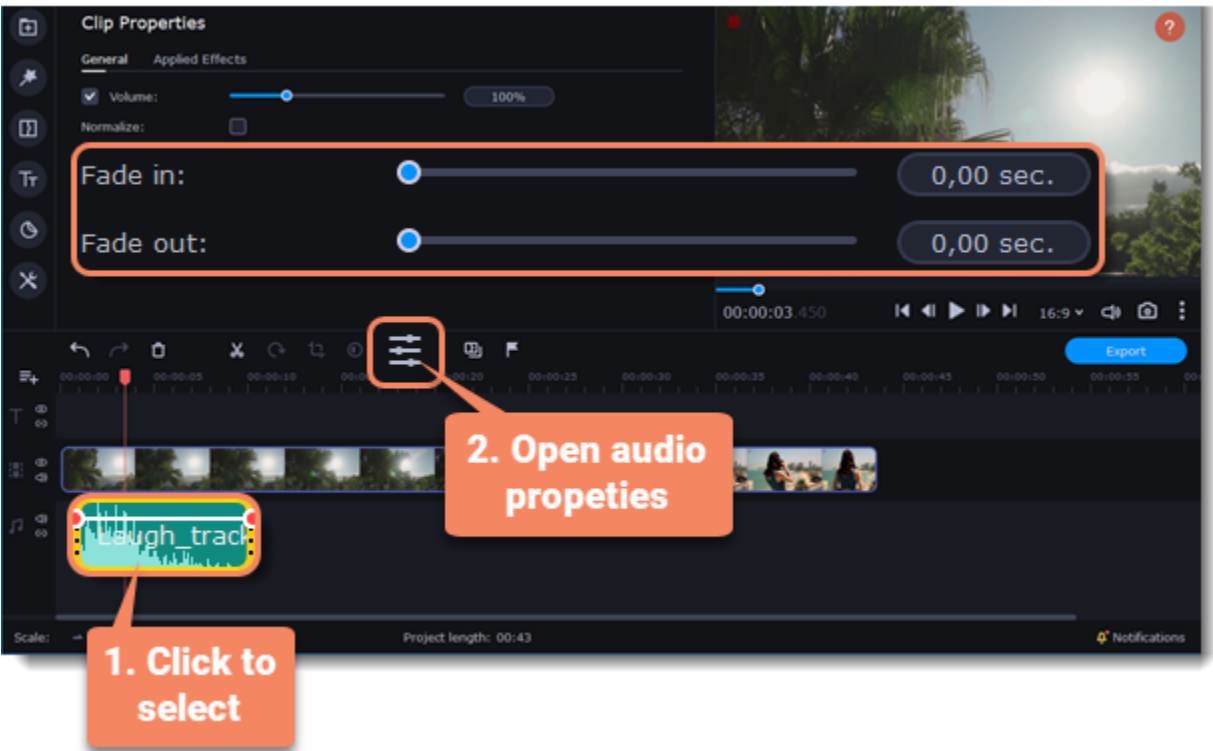 Clip Properties
?
General Applied Effects
Volume: 100%
Normalize:
Fade in: 0,00 sec.
Fade out: 0,00 sec.
00:00:03.450 16:9
Export
00:00:00 00:00:05 00:00:10 00:00:25 00:00:30 00:00:35 00:00:40 00:00:45 00:00:50 00:00:55
2. Open audio
propeties
Laugh_track
Scale: Project length: 00:43 Notifications
1. Click to
select